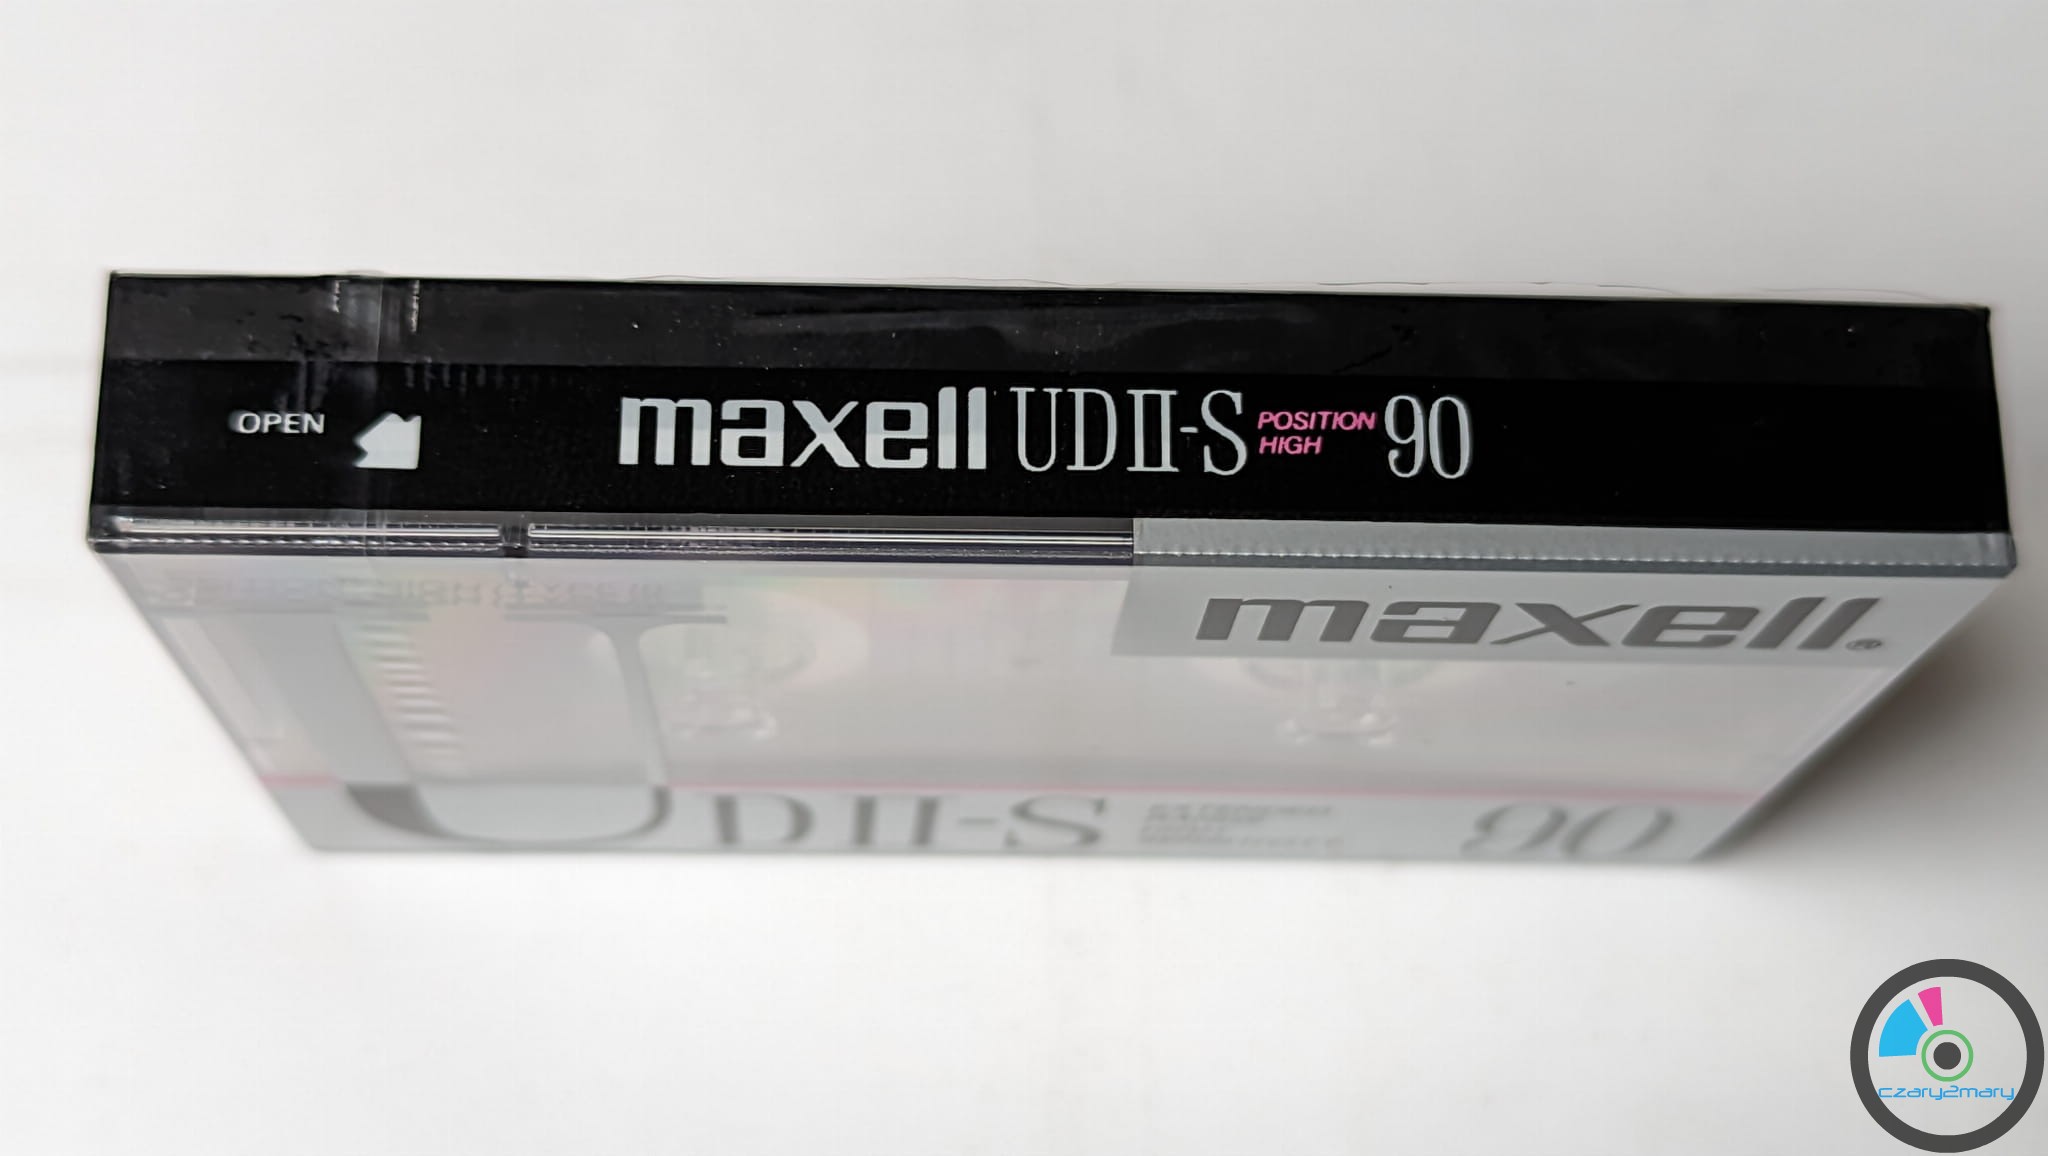 OPEN maxell UDII-S POSITION HIGH 90
maxell®
UDII-S 90
czary2mary